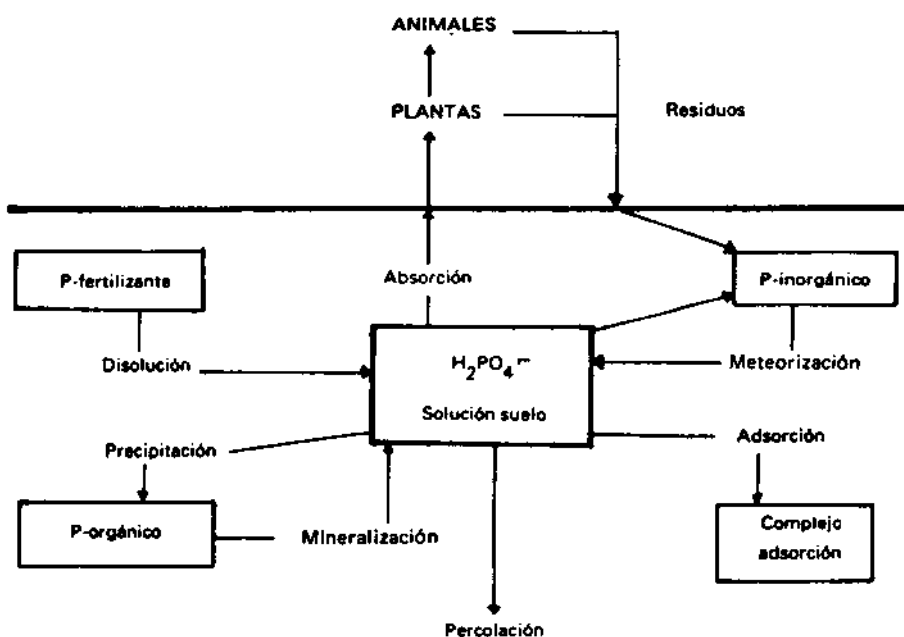 ANIMALES
PLANTAS
Residuos
P-fertilizante
Absorción
P-inorgánico
Disolución
H₂PO₄⁻
Solución suelo
Meteorización
Precipitación
Adsorción
P-orgánico
Mineralización
Complejo
adsorción
Percolación